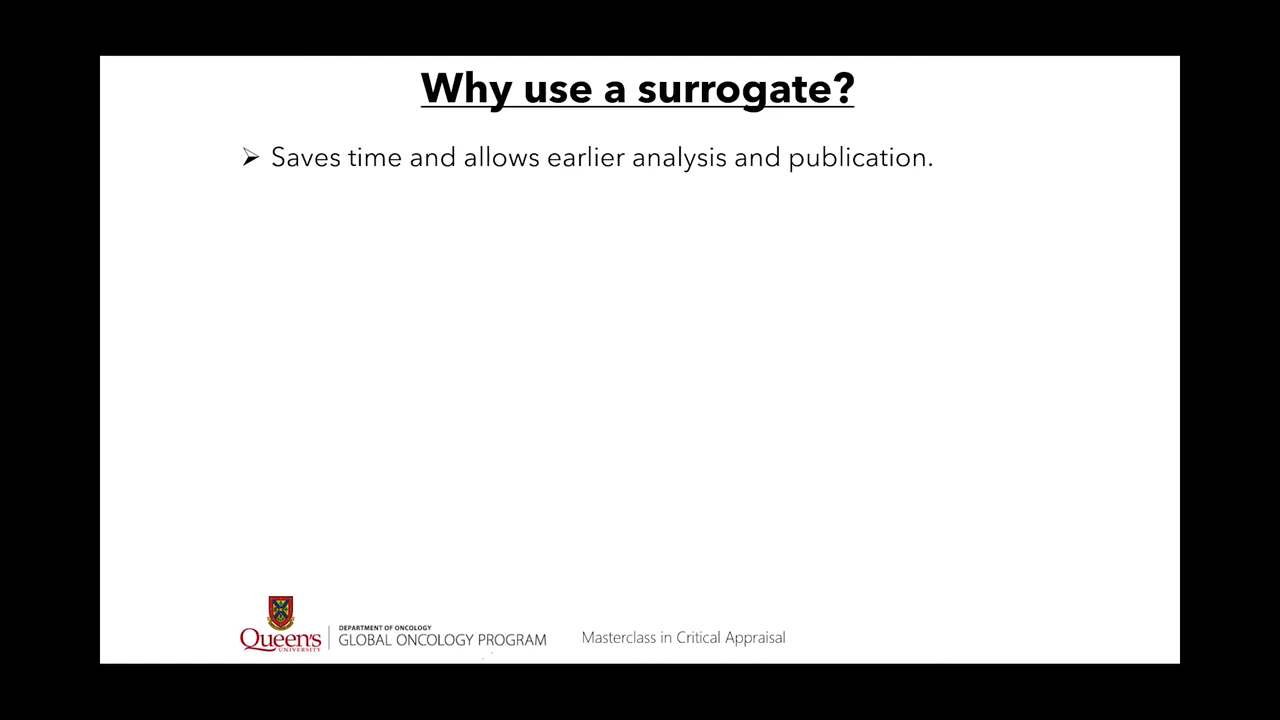 Why use a surrogate?
➢ Saves time and allows earlier analysis and publication.
DEPARTMENT OF ONCOLOGY
Queen's GLOBAL ONCOLOGY PROGRAM Masterclass in Critical Appraisal
UNIVERSITY